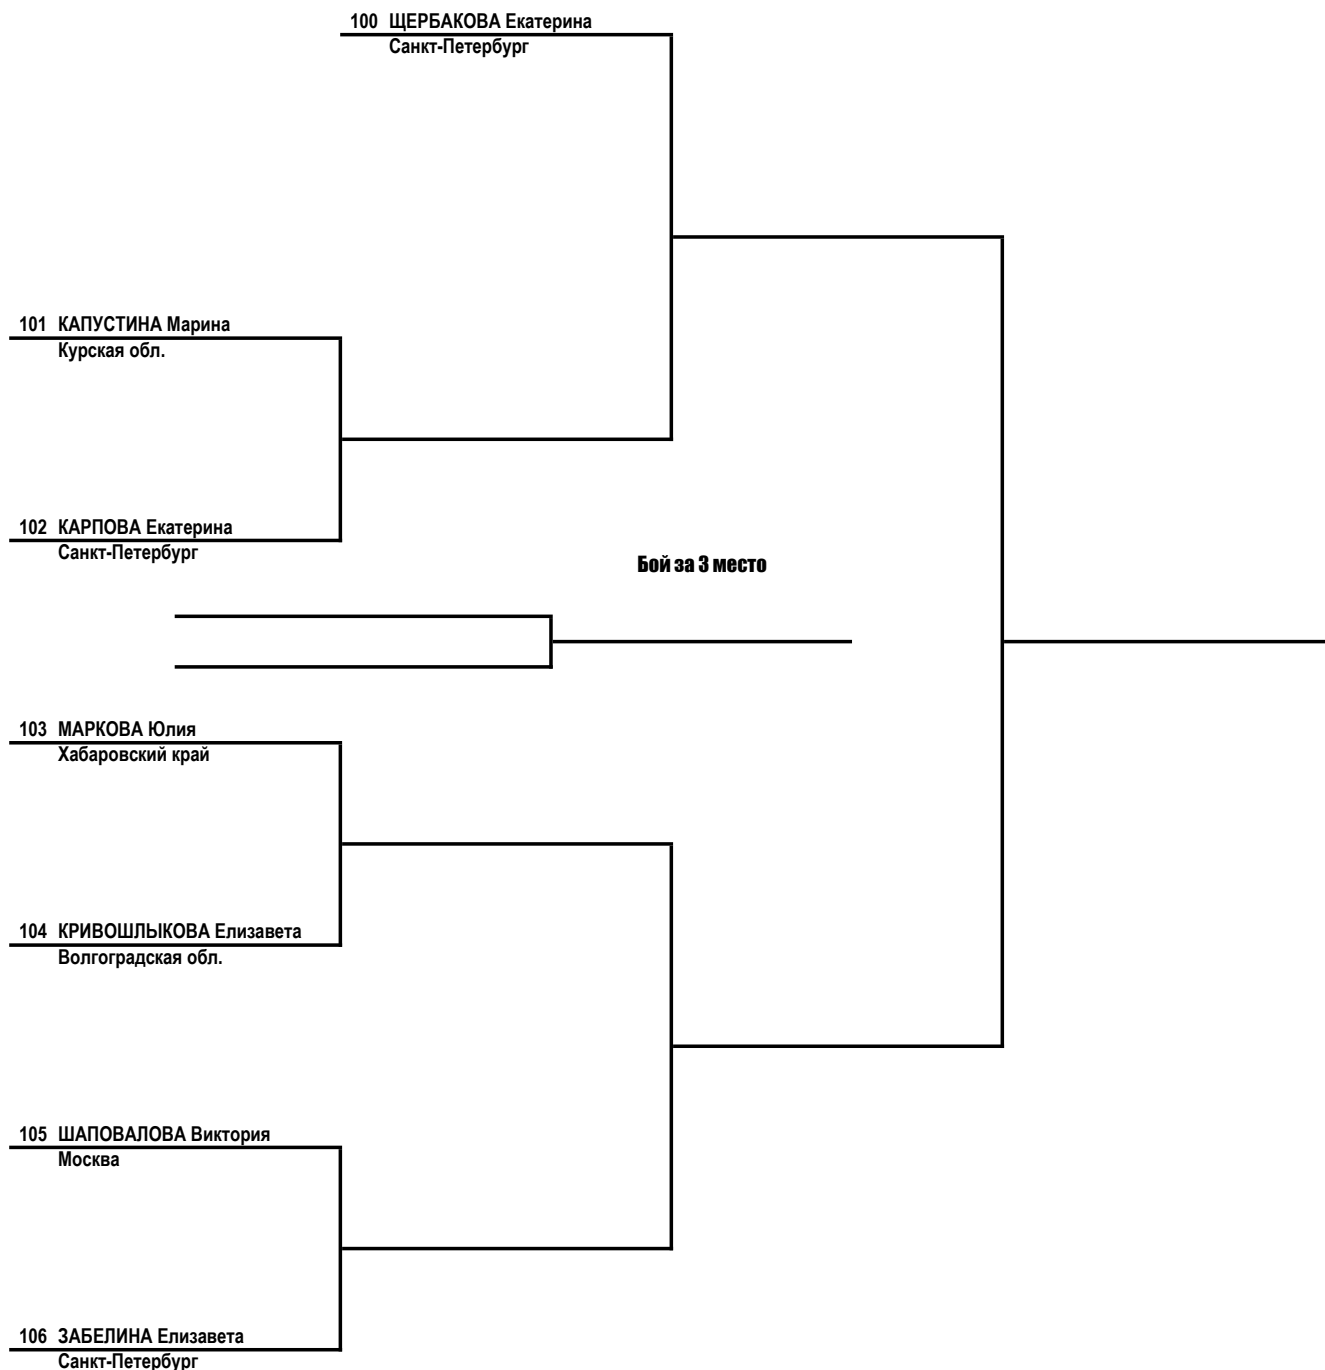 100 ЩЕРБАКОВА Екатерина
Санкт-Петербург
101 КАПУСТИНА Марина
Курская обл.
102 КАРПОВА Екатерина
Санкт-Петербург
Бой за 3 место
103 МАРКОВА Юлия
Хабаровский край
104 КРИВОШЛЫКОВА Елизавета
Волгоградская обл.
105 ШАПОВАЛОВА Виктория
Москва
106 ЗАБЕЛИНА Елизавета
Санкт-Петербург